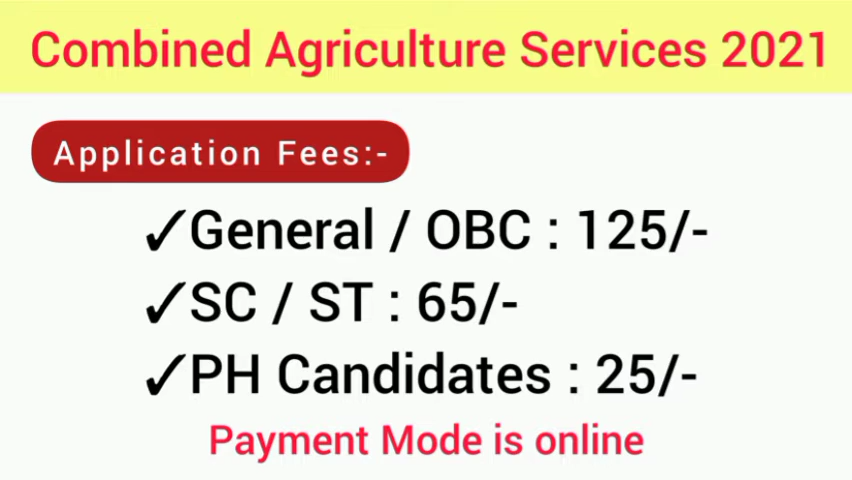 Combined Agriculture Services 2021
Application Fees:-
✓General / OBC : 125/-
✓SC / ST : 65/-
✓PH Candidates : 25/-
Payment Mode is online